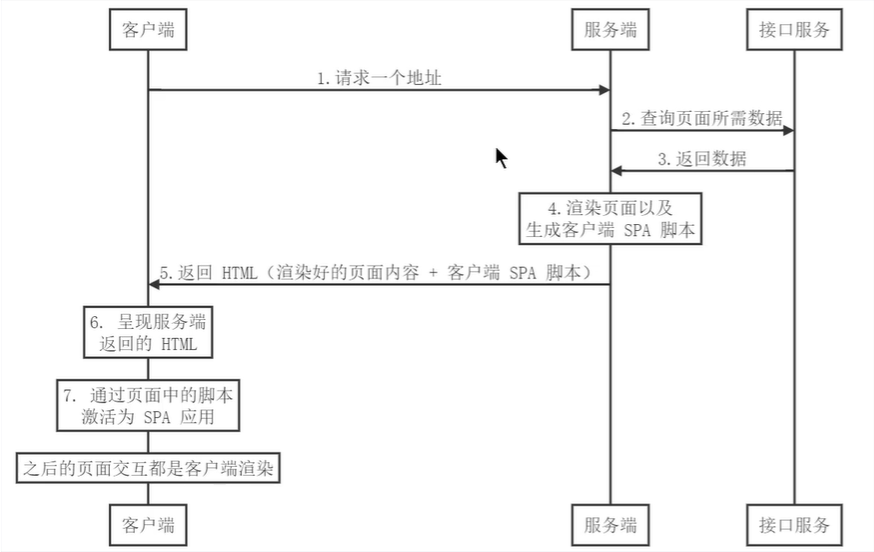 客户端
服务端
接口服务
1.请求一个地址
2.查询页面所需数据
3.返回数据
4.渲染页面以及
生成客户端 SPA 脚本
5.返回 HTML（渲染好的页面内容 + 客户端 SPA 脚本）
6. 呈现服务端
返回的 HTML
7. 通过页面中的脚本
激活为 SPA 应用
之后的页面交互都是客户端渲染
客户端
服务端
接口服务